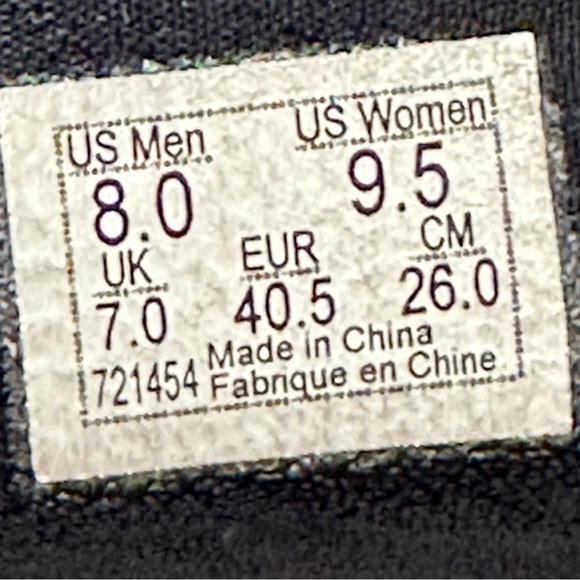 US Men US Women
8.0 9.5
UK EUR CM
7.0 40.5 26.0
721454 Made in China
Fabrique en Chine